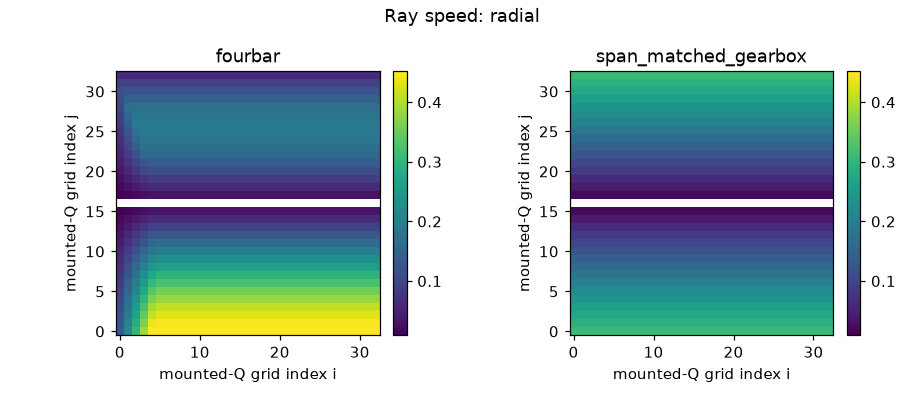 Ray speed: radial
fourbar
span_matched_gearbox
mounted-Q grid index j
30
25
20
15
10
5
0
0 10 20 30
mounted-Q grid index i
0.4
0.3
0.2
0.1
mounted-Q grid index j
30
25
20
15
10
5
0
0 10 20 30
mounted-Q grid index i
0.4
0.3
0.2
0.1